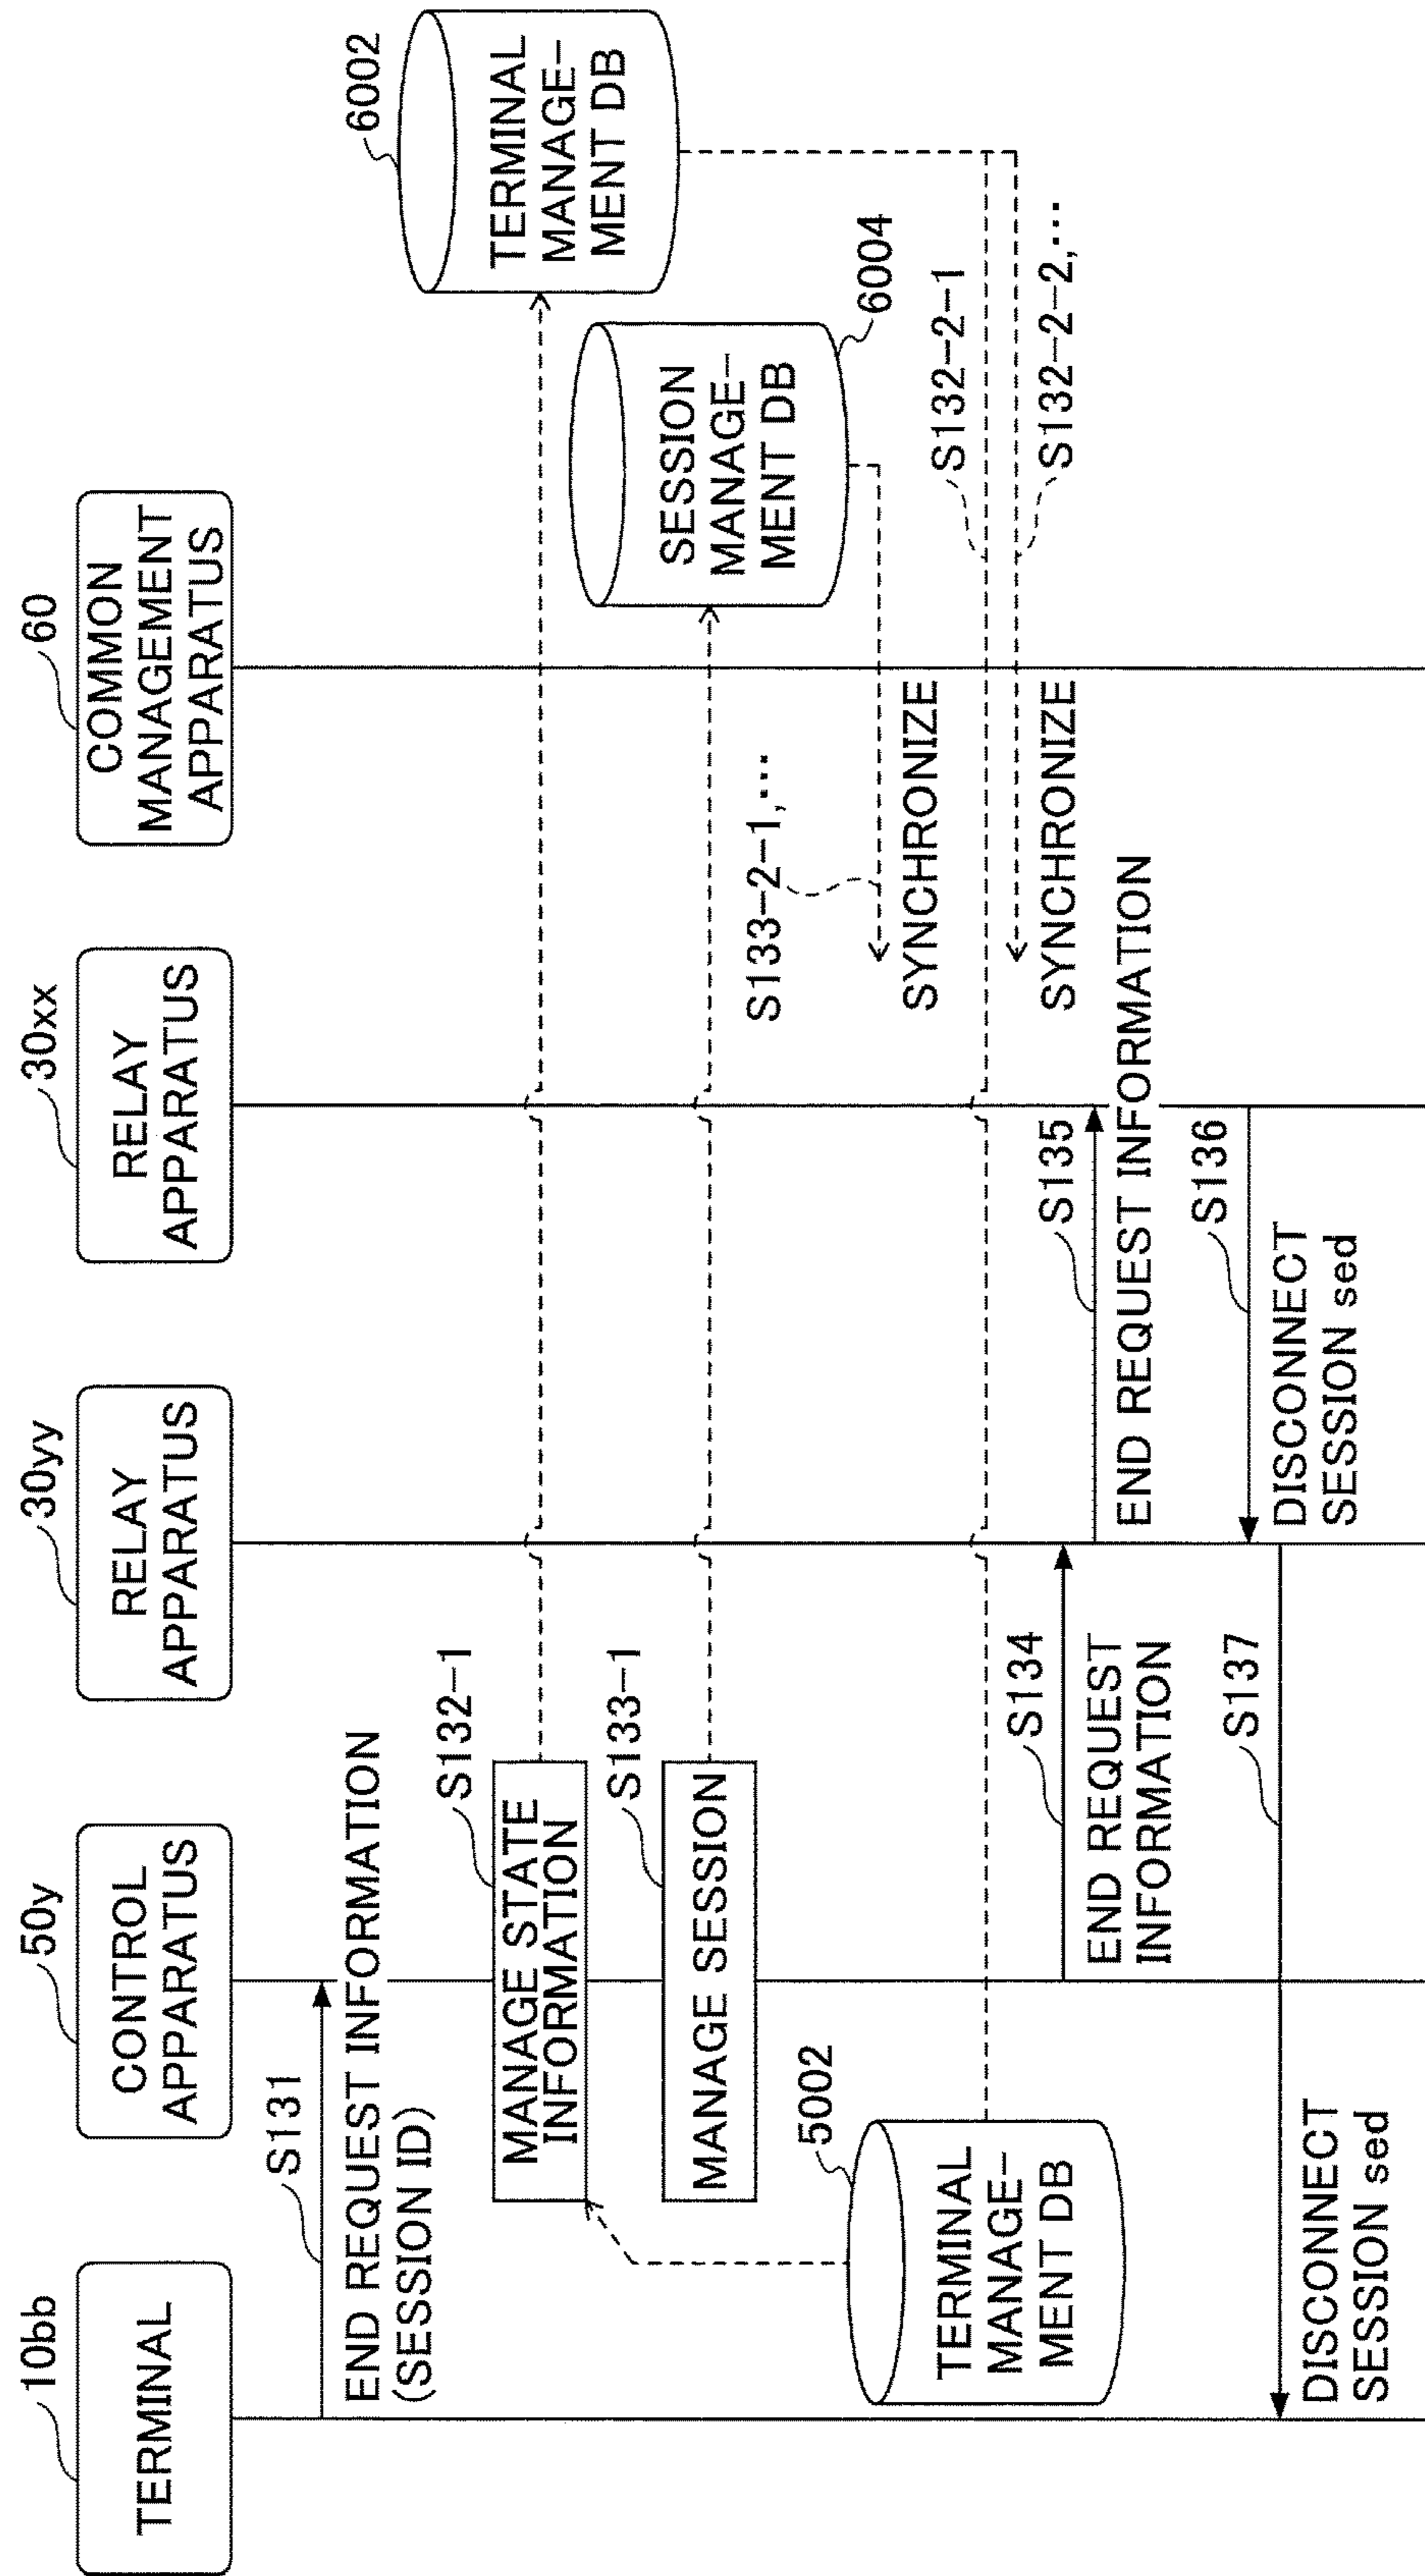 10bb
TERMINAL
50y
CONTROL
APPARATUS
30yy
RELAY
APPARATUS
30xx
RELAY
APPARATUS
60
COMMON
MANAGEMENT
APPARATUS
S131
END REQUEST INFORMATION
(SESSION ID)
S132-1
MANAGE STATE
INFORMATION
6002
TERMINAL
MANAGE-
MENT DB
S133-1
MANAGE SESSION
SESSION
MANAGE-
MENT DB
6004
S133-2-1,...
SYNCHRONIZE
5002
TERMINAL
MANAGE-
MENT DB
S132-2-1
S132-2-2,...
SYNCHRONIZE
S134
END REQUEST
INFORMATION
S135
END REQUEST INFORMATION
S136
DISCONNECT
SESSION sed
S137
DISCONNECT
SESSION sed